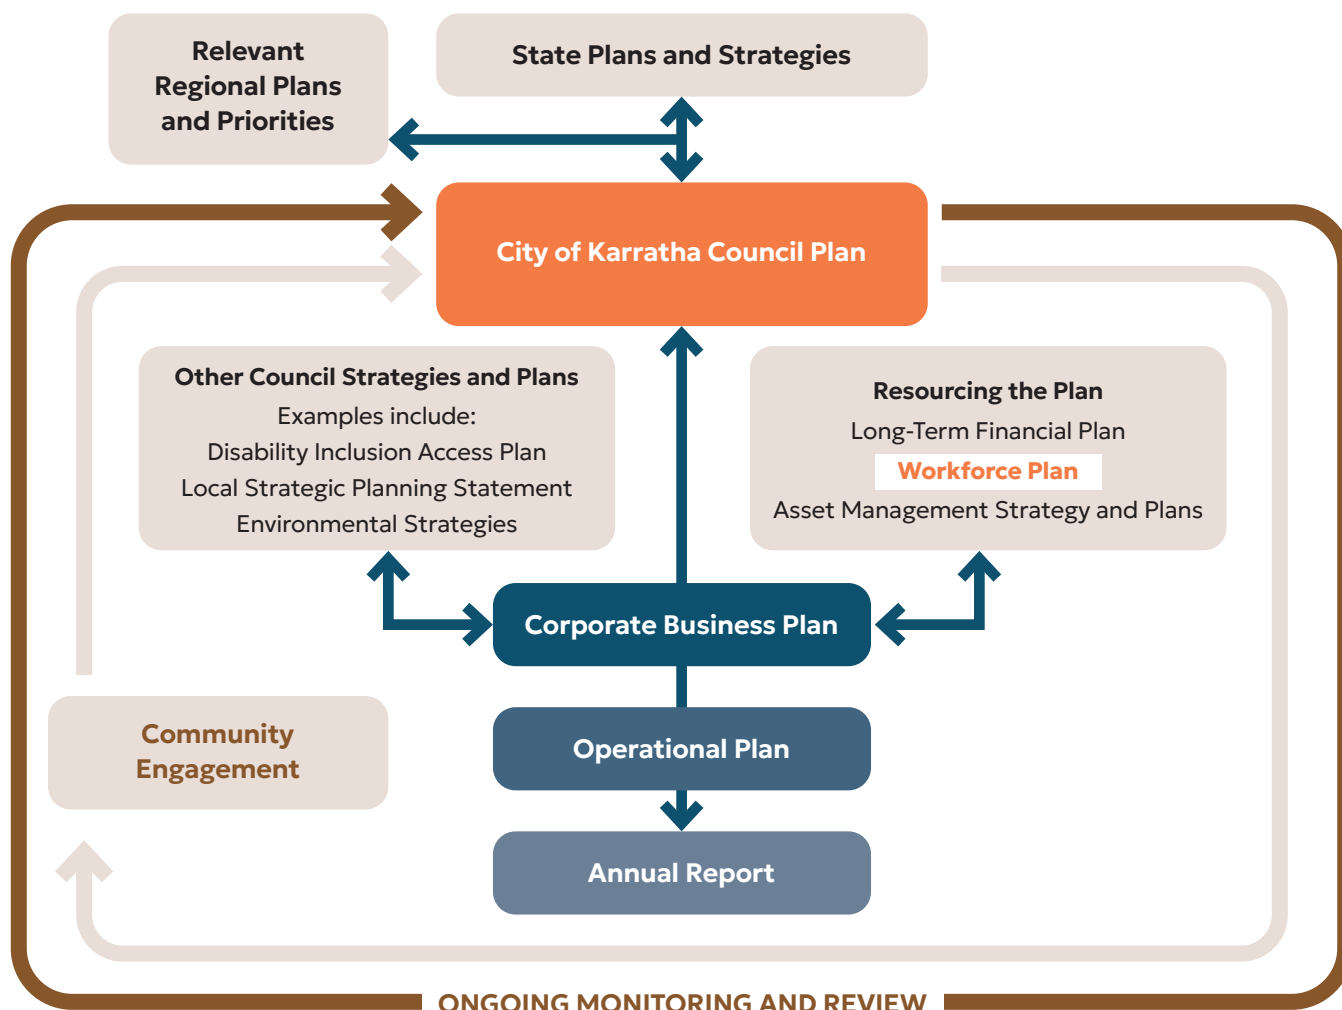 Relevant
Regional Plans
and Priorities
State Plans and Strategies
City of Karratha Council Plan
Other Council Strategies and Plans
Examples include:
Disability Inclusion Access Plan
Local Strategic Planning Statement
Environmental Strategies
Resourcing the Plan
Long-Term Financial Plan
Workforce Plan
Asset Management Strategy and Plans
Corporate Business Plan
Community
Engagement
Operational Plan
Annual Report
ONGOING MONITORING AND REVIEW